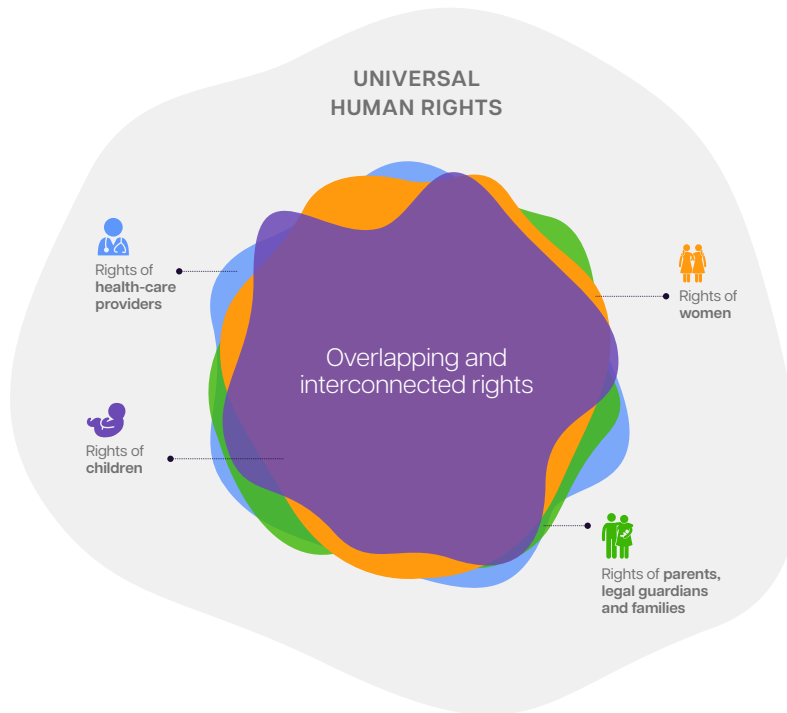 UNIVERSAL
HUMAN RIGHTS
Rights of
health-care
providers
Rights of
women
Overlapping and
interconnected rights
Rights of
children
Rights of parents,
legal guardians
and families